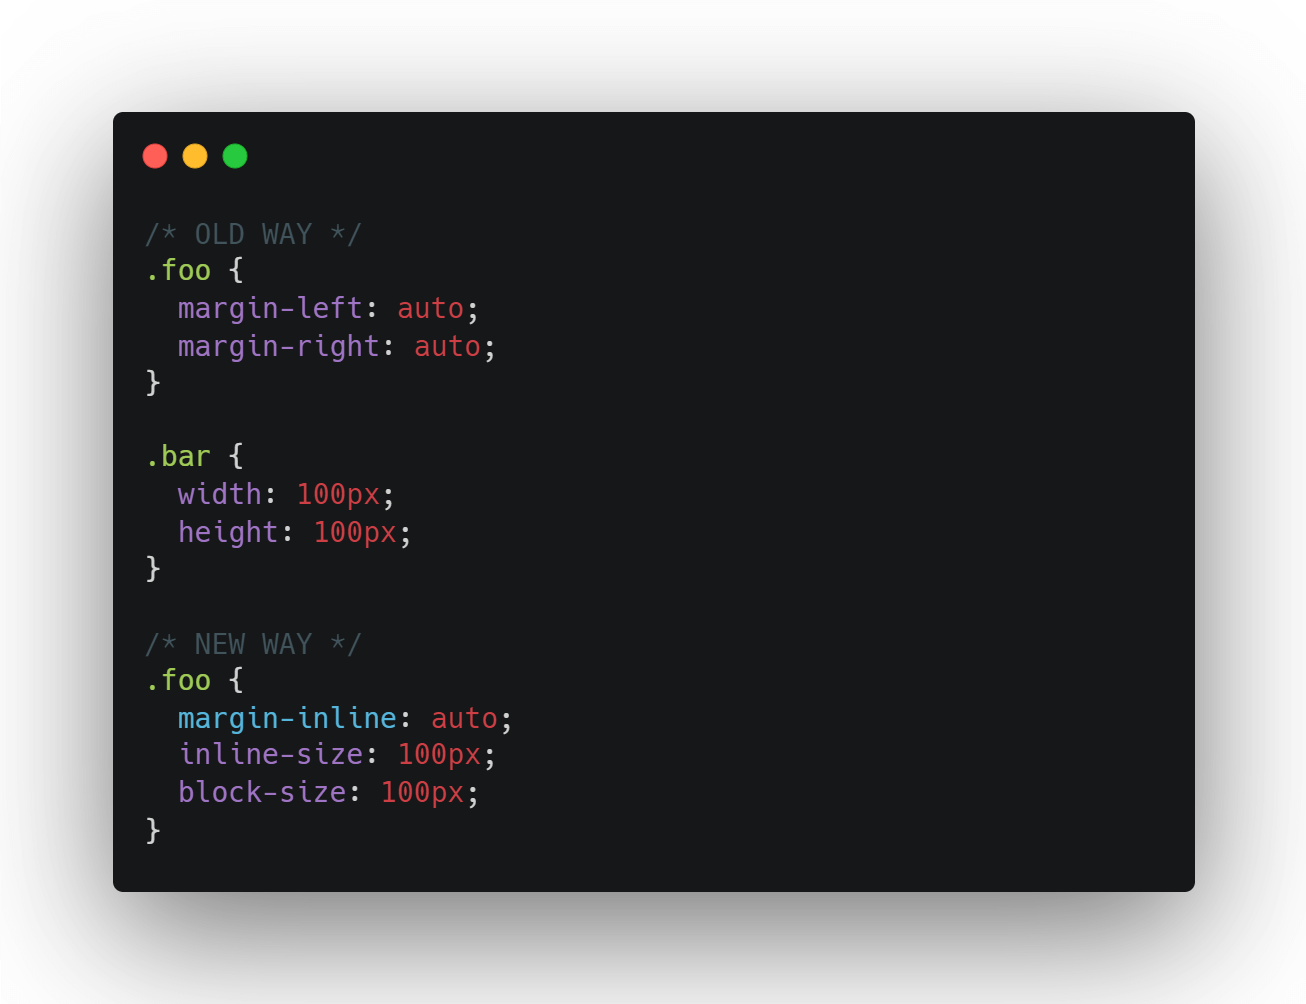 /* OLD WAY */
.foo {
  margin-left: auto;
  margin-right: auto;
}

.bar {
  width: 100px;
  height: 100px;
}

/* NEW WAY */
.foo {
  margin-inline: auto;
  inline-size: 100px;
  block-size: 100px;
}